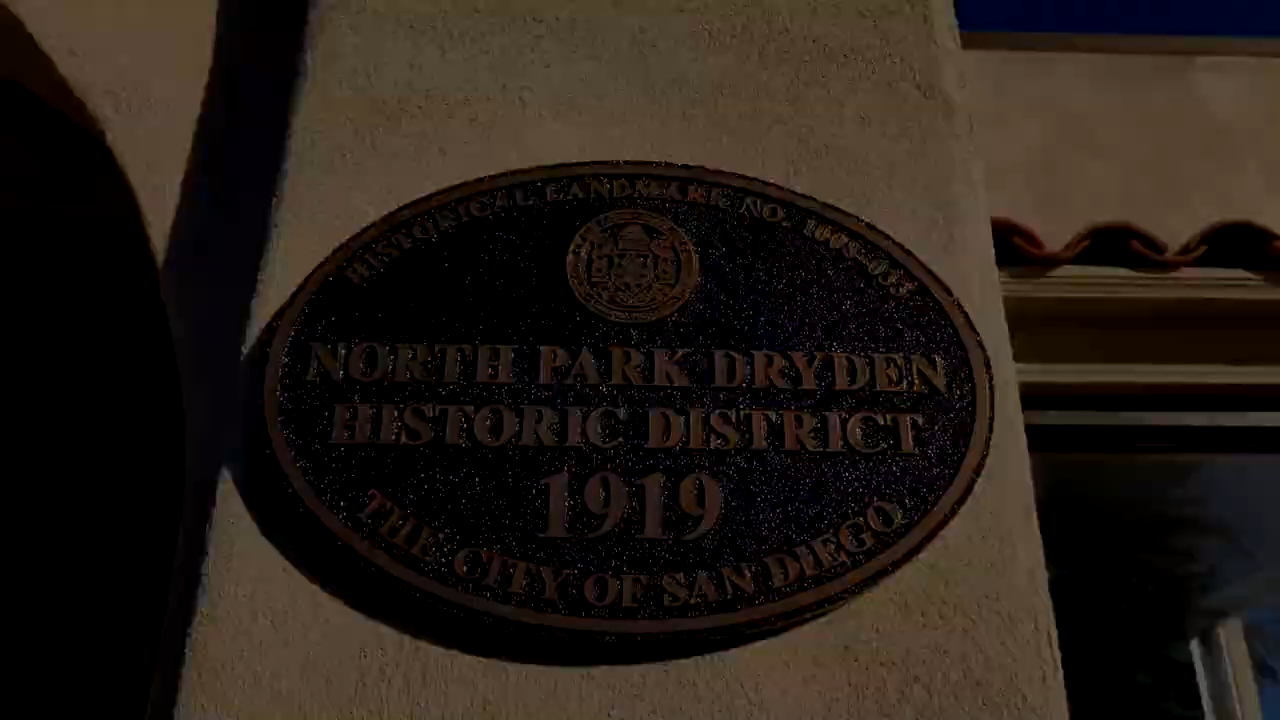 HISTORICAL LANDMARK NO.
NORTH PARK DRYDEN
HISTORIC DISTRICT
1919
THE CITY OF SAN DIEGO